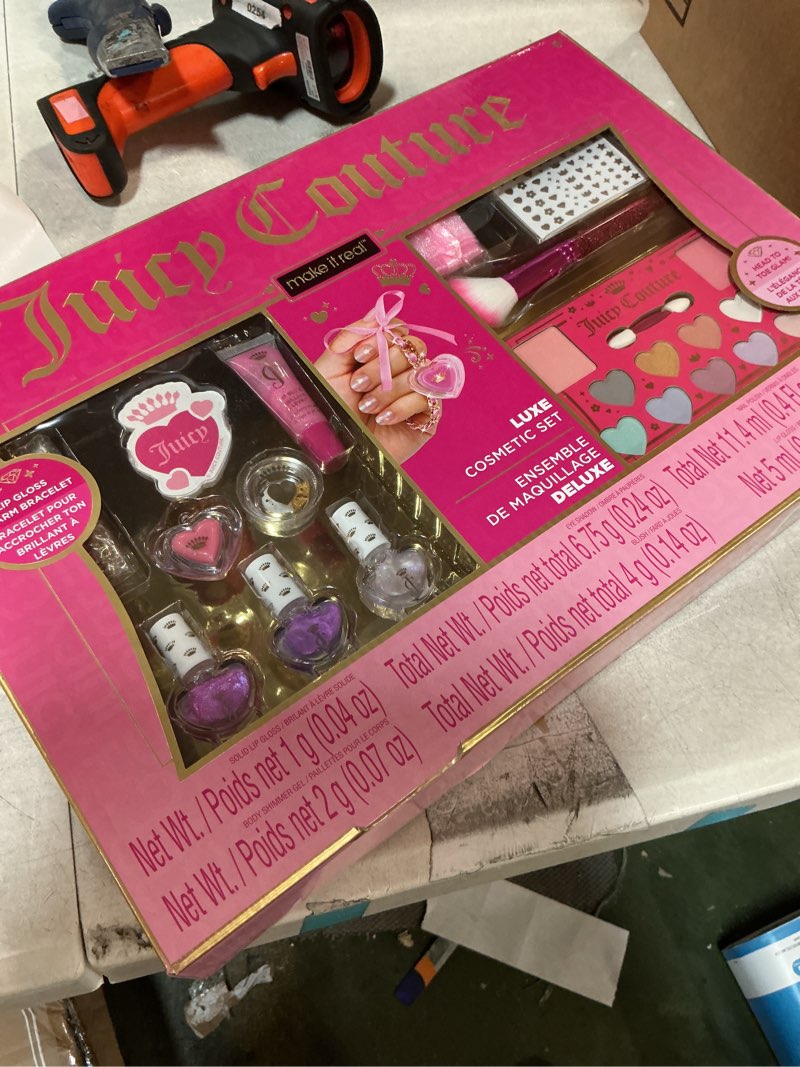 0254
Juicy Couture
make it real™
HEAD TO
TOE GLAM!
Juicy Couture
Juicy
LUXE
COSMETIC SET
ENSEMBLE
DE MAQUILLAGE
DELUXE
LIP GLOSS
BRACELET POUR
ACCROCHER TON
BRILLANT À
LÈVRES
EYE SHADOW / OMBRE À PAUPIÈRES
Total Net Wt. / Poids net total 6.75 g (0.24 oz)
BLUSH / FARD À JOUES
Total Net Wt. / Poids net total 4 g (0.14 oz)
Total Net 11.4 ml
Net 5 ml
SOLID LIP GLOSS / BRILLANT À LÈVRE SOLIDE
Net Wt. / Poids net 1 g (0.04 oz)
BODY SHIMMER GEL / PAILLETTES POUR LE CORPS
Net Wt. / Poids net 2 g (0.07 oz)